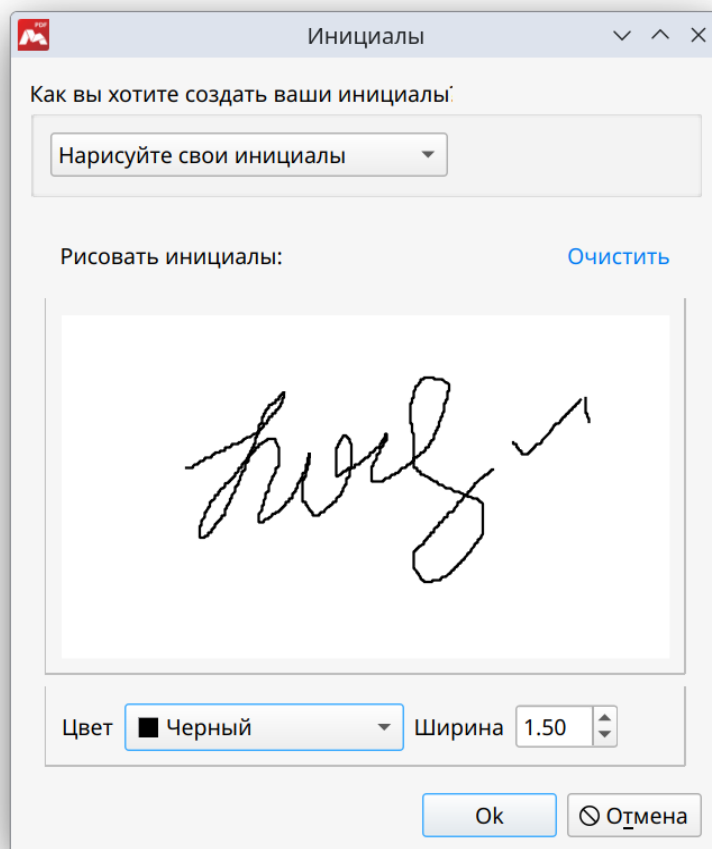 PDF
Инициалы
Как вы хотите создать ваши инициалы?
Нарисуйте свои инициалы
Рисовать инициалы:
Очистить
Цвет
Черный
Ширина
1.50
Ok
Отмена